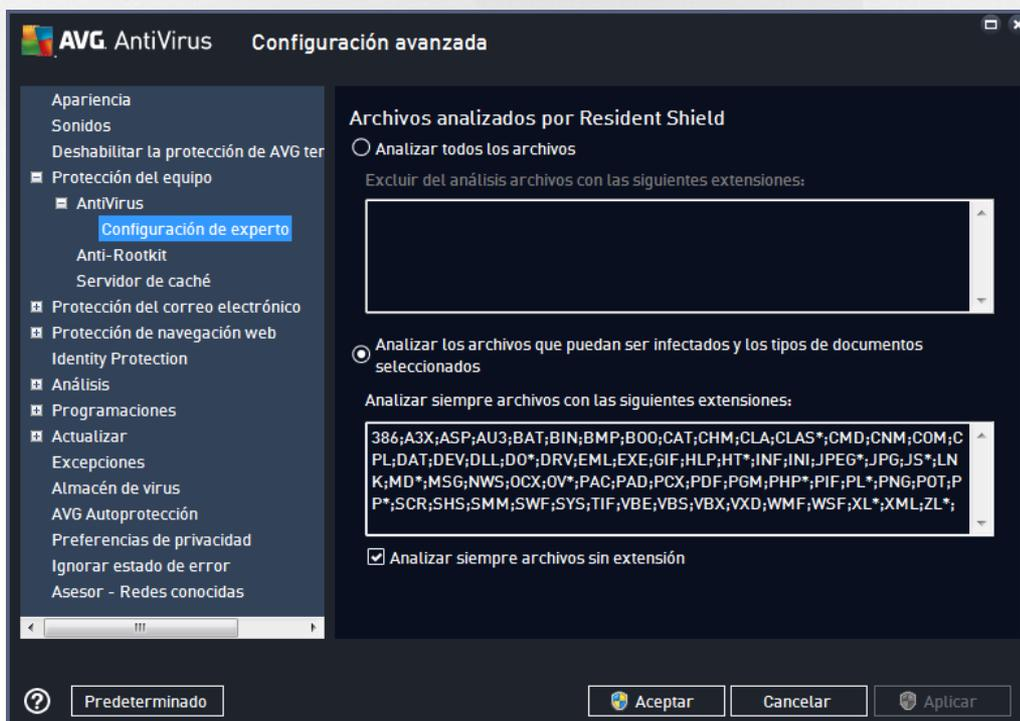 AVG. AntiVirus Configuración avanzada
Apariencia
Sonidos
Deshabilitar la protección de AVG ter
Protección del equipo
AntiVirus
Configuración de experto
Anti-Rootkit
Servidor de caché
Protección del correo electrónico
Protección de navegación web
Identity Protection
Análisis
Programaciones
Actualizar
Excepciones
Almacén de virus
AVG Autoprotección
Preferencias de privacidad
Ignorar estado de error
Asesor - Redes conocidas
Archivos analizados por Resident Shield
Analizar todos los archivos
Excluir del análisis archivos con las siguientes extensiones:
Analizar los archivos que puedan ser infectados y los tipos de documentos
seleccionados
Analizar siempre archivos con las siguientes extensiones:
386;A3X;ASP;AU3;BAT;BIN;BMP;BOO;CAT;CHM;CLA;CLAS*;CMD;CNM;COM;C
PL;DAT;DEV;DLL;DO*;DRV;EML;EXE;GIF;HLP;HT*;INF;INI;JPEG*;JPG;JS*;LN
K;MD*;MSG;NWS;OCX;OV*;PAC;PAD;PCX;PDF;PGM;PHP*;PIF;PL*;PNG;POT;P
P*;SCR;SHS;SMM;SWF;SYS;TIF;VBE;VBS;VBX;VXD;WMF;WSF;XL*;XML;ZL*;
Analizar siempre archivos sin extensión
? Predeterminado Aceptar Cancelar Aplicar